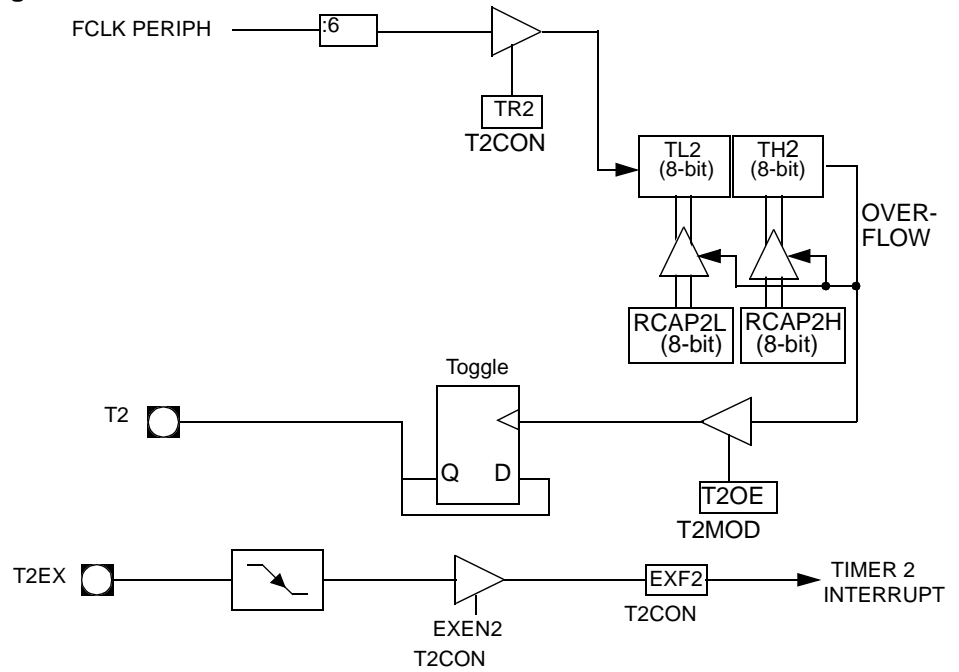 FCLK PERIPH
:6
TR2
T2CON
TL2
(8-bit)
TH2
(8-bit)
OVER-
FLOW
RCAP2L
(8-bit)
RCAP2H
(8-bit)
Toggle
T2
Q
D
T2OE
T2MOD
T2EX
EXEN2
T2CON
EXF2
T2CON
TIMER 2
INTERRUPT